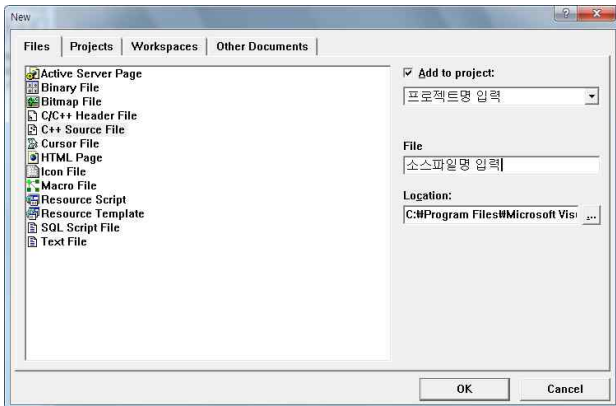 New
Files
Projects
Workspaces
Other Documents
Active Server Page
Binary File
Bitmap File
C/C++ Header File
C++ Source File
Cursor File
HTML Page
Icon File
Macro File
Resource Script
Resource Template
SQL Script File
Text File
Add to project:
프로젝트명 입력
File
소스파일명 입력
Location:
C:₩Program Files₩Microsoft Vis
...
OK
Cancel